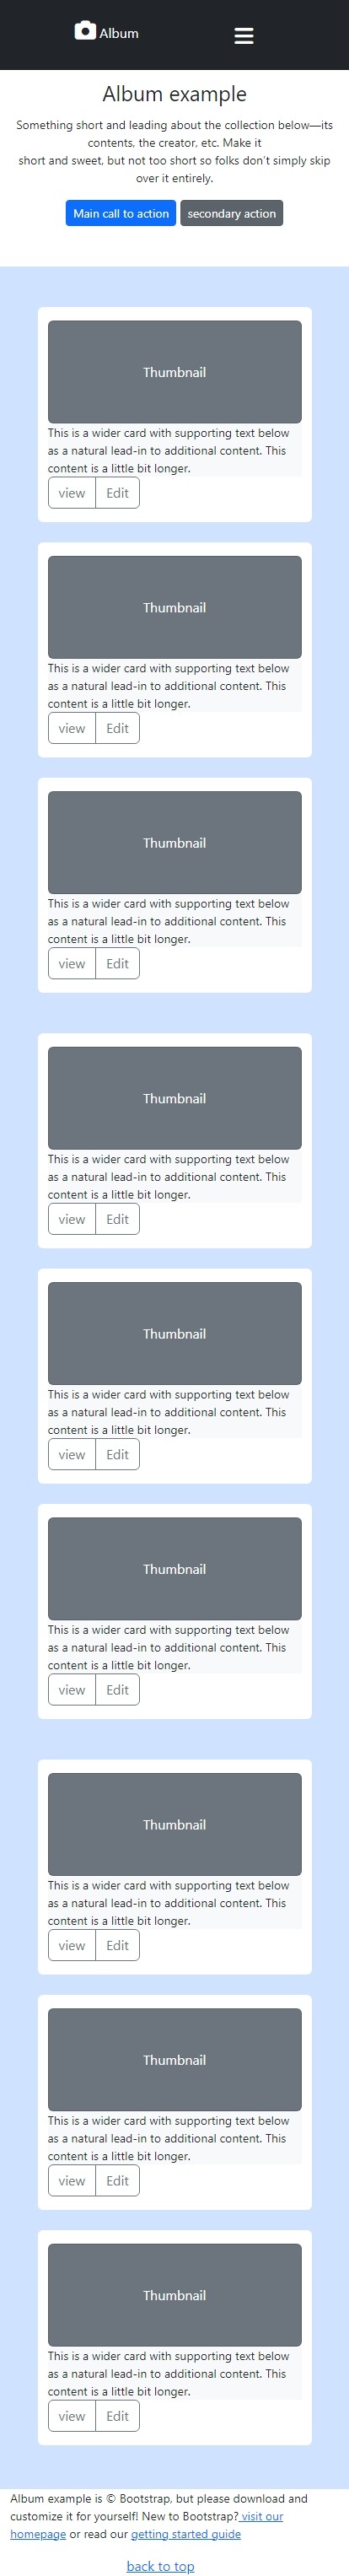 Album
Album example
Something short and leading about the collection below—its
contents, the creator, etc. Make it
short and sweet, but not too short so folks don't simply skip
over it entirely.
Main call to action secondary action
Thumbnail
This is a wider card with supporting text below
as a natural lead-in to additional content. This
content is a little bit longer.
view Edit
Thumbnail
This is a wider card with supporting text below
as a natural lead-in to additional content. This
content is a little bit longer.
view Edit
Thumbnail
This is a wider card with supporting text below
as a natural lead-in to additional content. This
content is a little bit longer.
view Edit
Thumbnail
This is a wider card with supporting text below
as a natural lead-in to additional content. This
content is a little bit longer.
view Edit
Thumbnail
This is a wider card with supporting text below
as a natural lead-in to additional content. This
content is a little bit longer.
view Edit
Thumbnail
This is a wider card with supporting text below
as a natural lead-in to additional content. This
content is a little bit longer.
view Edit
Thumbnail
This is a wider card with supporting text below
as a natural lead-in to additional content. This
content is a little bit longer.
view Edit
Thumbnail
This is a wider card with supporting text below
as a natural lead-in to additional content. This
content is a little bit longer.
view Edit
Thumbnail
This is a wider card with supporting text below
as a natural lead-in to additional content. This
content is a little bit longer.
view Edit
Album example is © Bootstrap, but please download and
customize it for yourself! New to Bootstrap? visit our
homepage or read our getting started guide
back to top